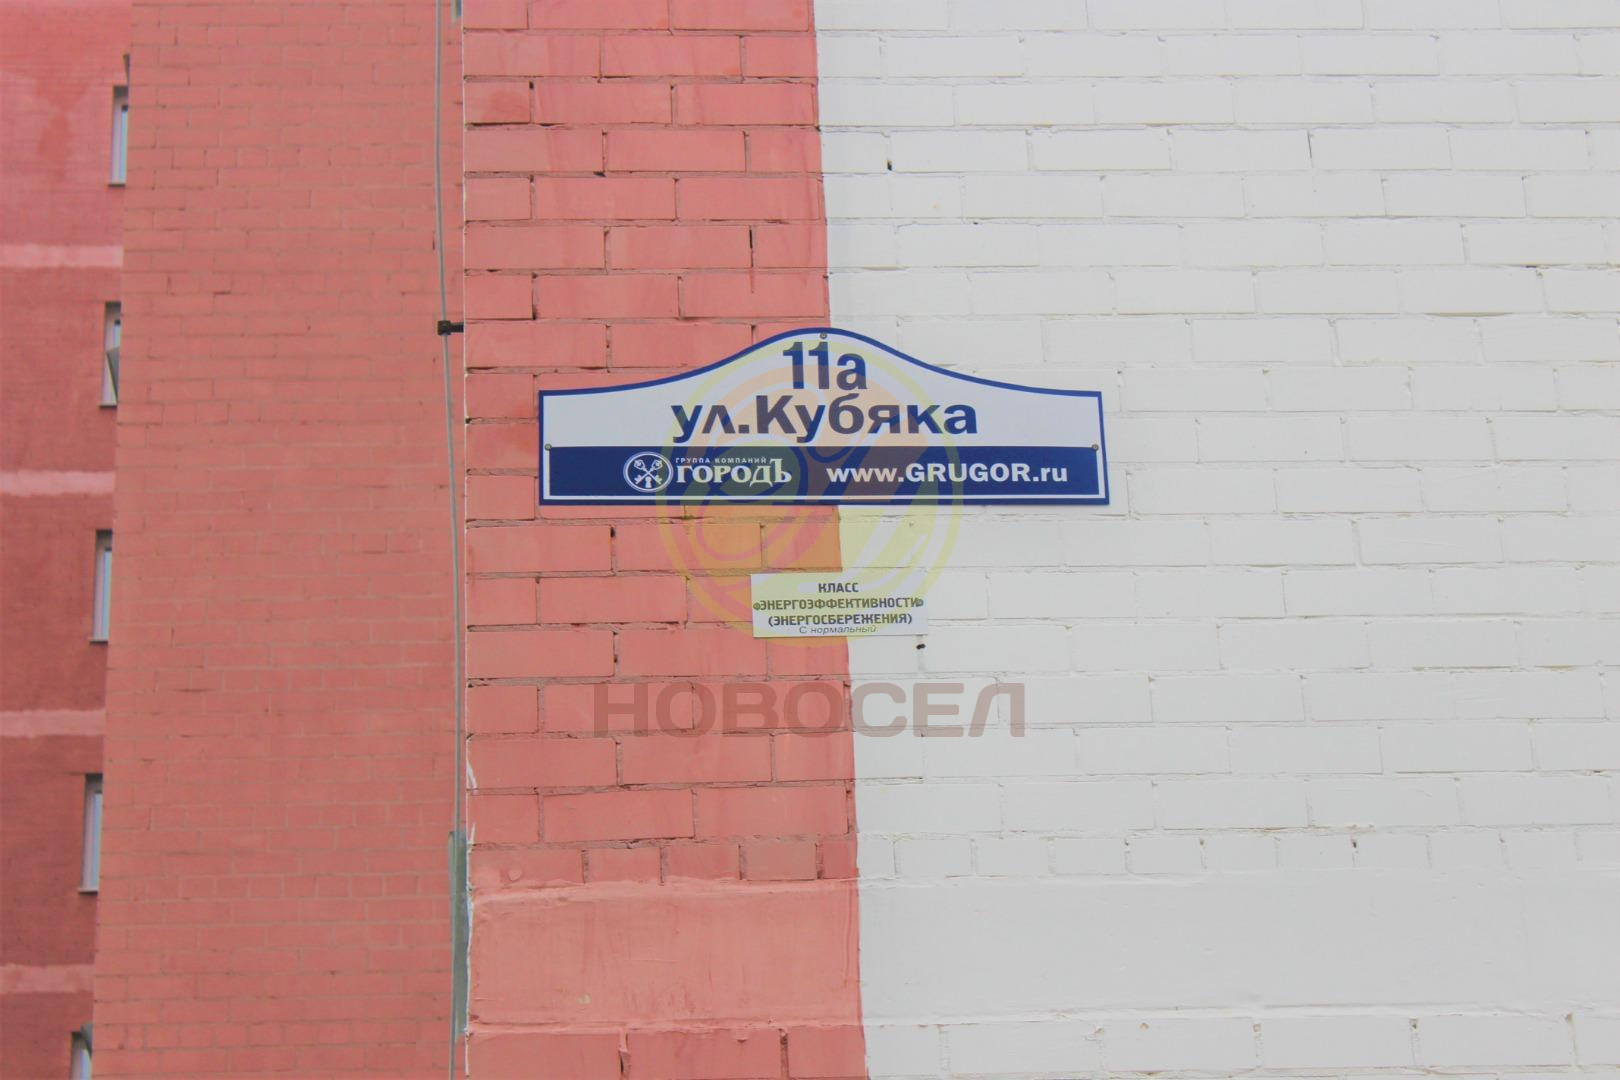 11а
ул.Кубяка
ГРУППА КОМПАНИЙ
ГОРОДЪ www.GRUGOR.ru
КЛАСС
«ЭНЕРГОЭФФЕКТИВНОСТИ»
(ЭНЕРГОСБЕРЕЖЕНИЯ)
С нормальный
НОВОСЕЛ